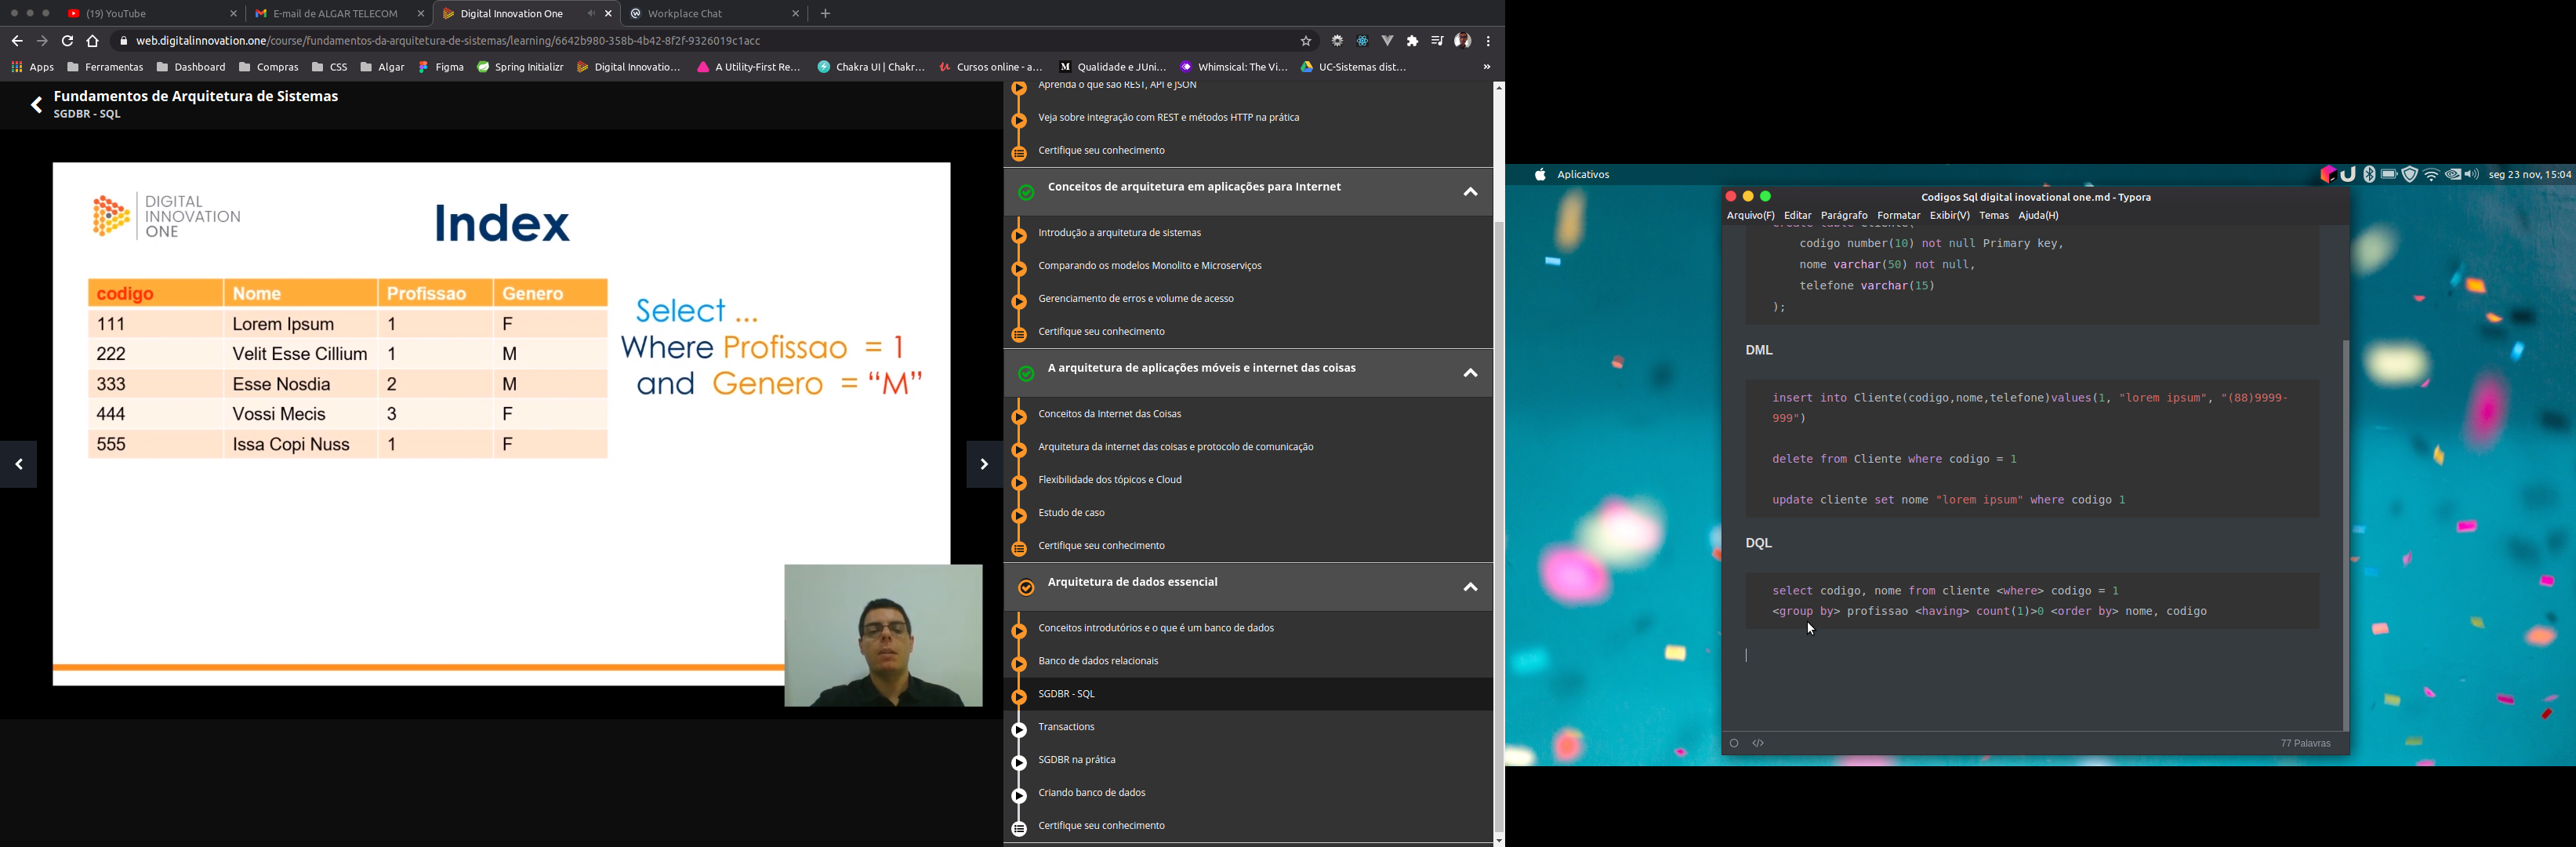 (19) YouTube
E-mail de ALGAR TELECOM
Digital Innovation One
Workplace Chat
web.digitalinnovation.one/course/fundamentos-da-arquitetura-de-sistemas/learning/6642b980-358b-4b42-8f2f-9326019c1acc
Apps
Ferramentas
Dashboard
Compras
CSS
Algar
Figma
Spring Initializr
Digital Innovatio...
A Utility-First Re...
Chakra UI | Chakr...
Cursos online - a...
Qualidade e JUni...
Whimsical: The Vi...
UC-Sistemas dist...
»
Fundamentos de Arquitetura de Sistemas
SGDBR - SQL
DIGITAL
INNOVATION
ONE
Index
codigo Nome Profissao Genero
111 Lorem Ipsum 1 F
222 Velit Esse Cillium 1 M
333 Esse Nosdia 2 M
444 Vossi Mecis 3 F
555 Issa Copi Nuss 1 F
Select ...
Where Profissao = 1
and Genero = “M”
Aprenda o que são REST, API e JSON
Veja sobre integração com REST e métodos HTTP na prática
Certifique seu conhecimento
Conceitos de arquitetura em aplicações para Internet
Introdução a arquitetura de sistemas
Comparando os modelos Monolito e Microserviços
Gerenciamento de erros e volume de acesso
Certifique seu conhecimento
A arquitetura de aplicações móveis e internet das coisas
Conceitos da Internet das Coisas
Arquitetura da internet das coisas e protocolo de comunicação
Flexibilidade dos tópicos e Cloud
Estudo de caso
Certifique seu conhecimento
Arquitetura de dados essencial
Conceitos introdutórios e o que é um banco de dados
Banco de dados relacionais
SGDBR - SQL
Transactions
SGDBR na prática
Criando banco de dados
Certifique seu conhecimento
Aplicativos
seg 23 nov, 15:04
Codigos Sql digital inovational one.md - Typora
Arquivo(F) Editar Parágrafo Formatar Exibir(V) Temas Ajuda(H)
create table Cliente(
codigo number(10) not null Primary key,
nome varchar(50) not null,
telefone varchar(15)
);
DML
insert into Cliente(codigo,nome,telefone)values(1, "lorem ipsum", "(88)9999-
999")
delete from Cliente where codigo = 1
update cliente set nome "lorem ipsum" where codigo 1
DQL
select codigo, nome from cliente <where> codigo = 1
<group by> profissao <having> count(1)>0 <order by> nome, codigo
</>
77 Palavras